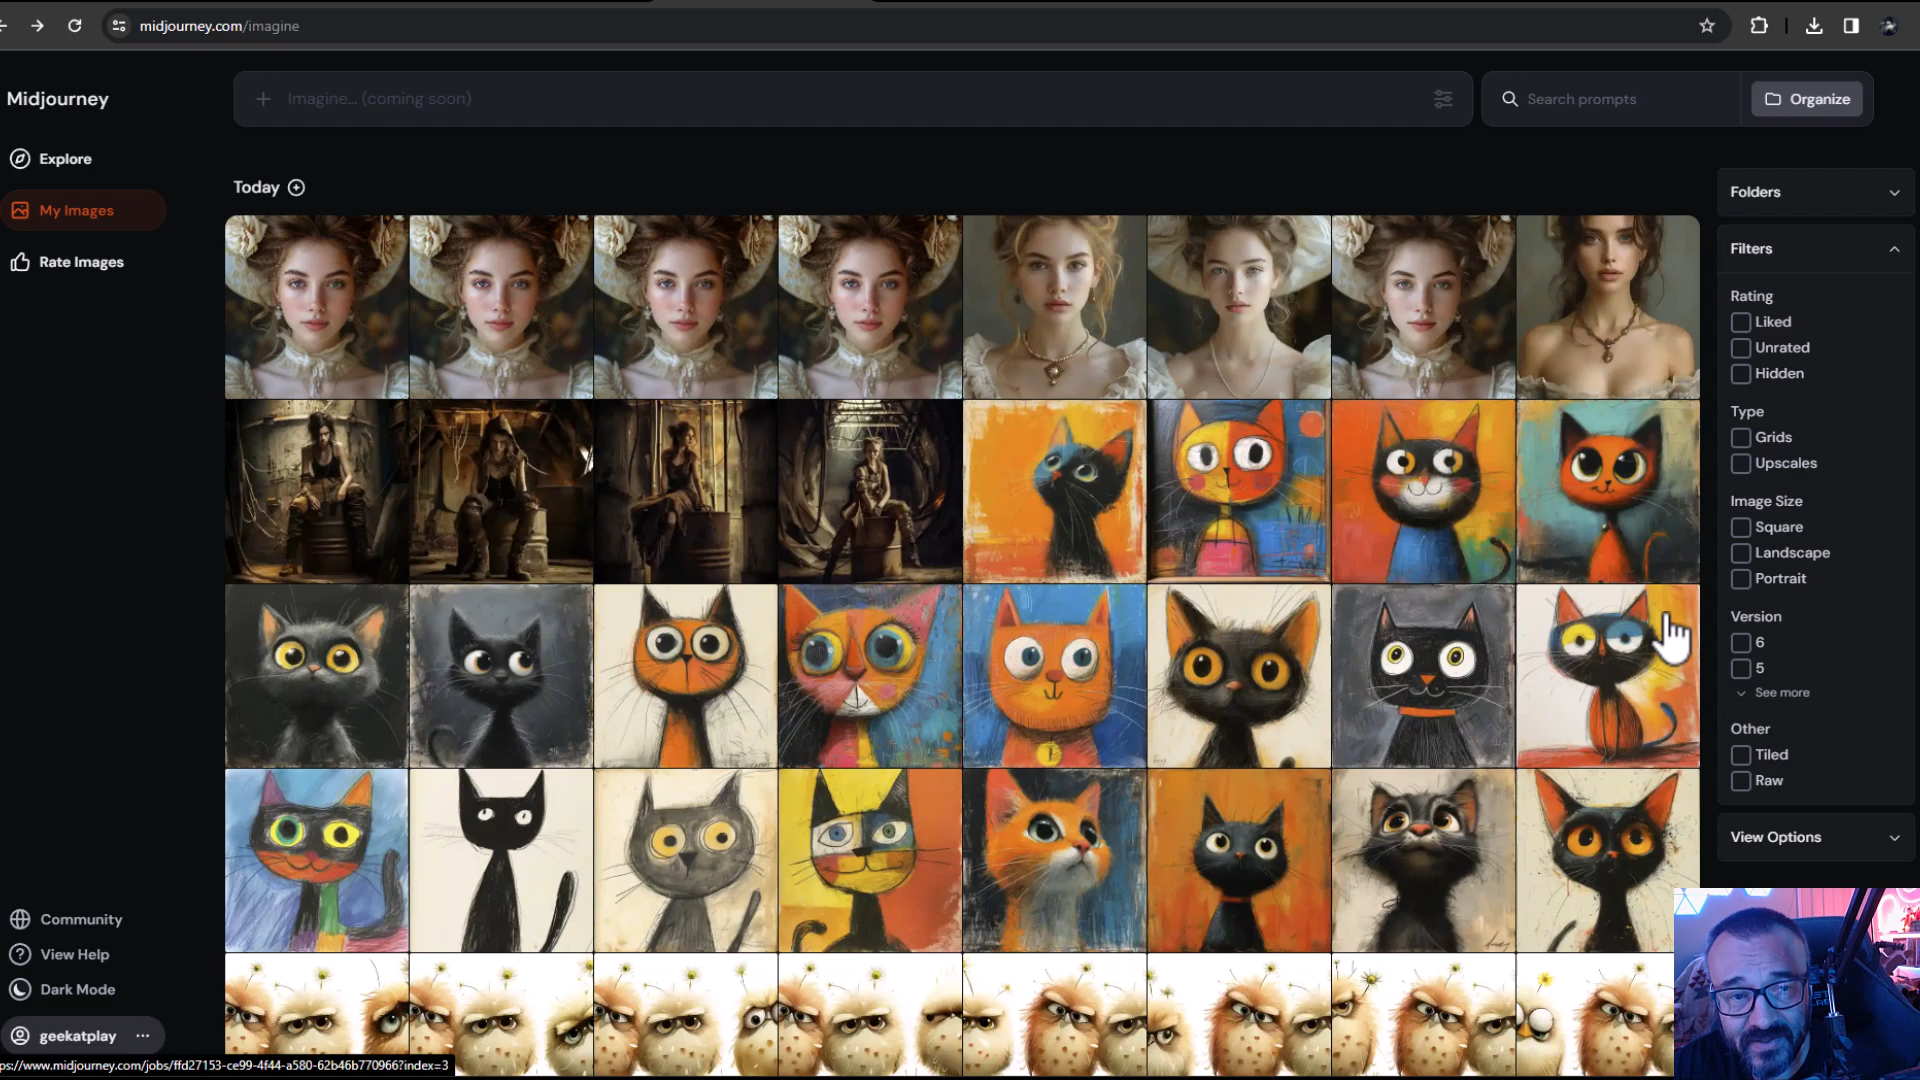 midjourney.com/imagine
Midjourney
Imagine... (coming soon)
Search prompts
Organize
Explore
My Images
Rate Images
Today
Folders
Filters
Rating
Liked
Unrated
Hidden
Type
Grids
Upscales
Image Size
Square
Landscape
Portrait
Version
6
5
See more
Other
Tiled
Raw
View Options
Community
View Help
Dark Mode
geekatplay
ps://www.midjourney.com/jobs/ffd27153-ce99-4f44-a580-62b46b770966?index=3